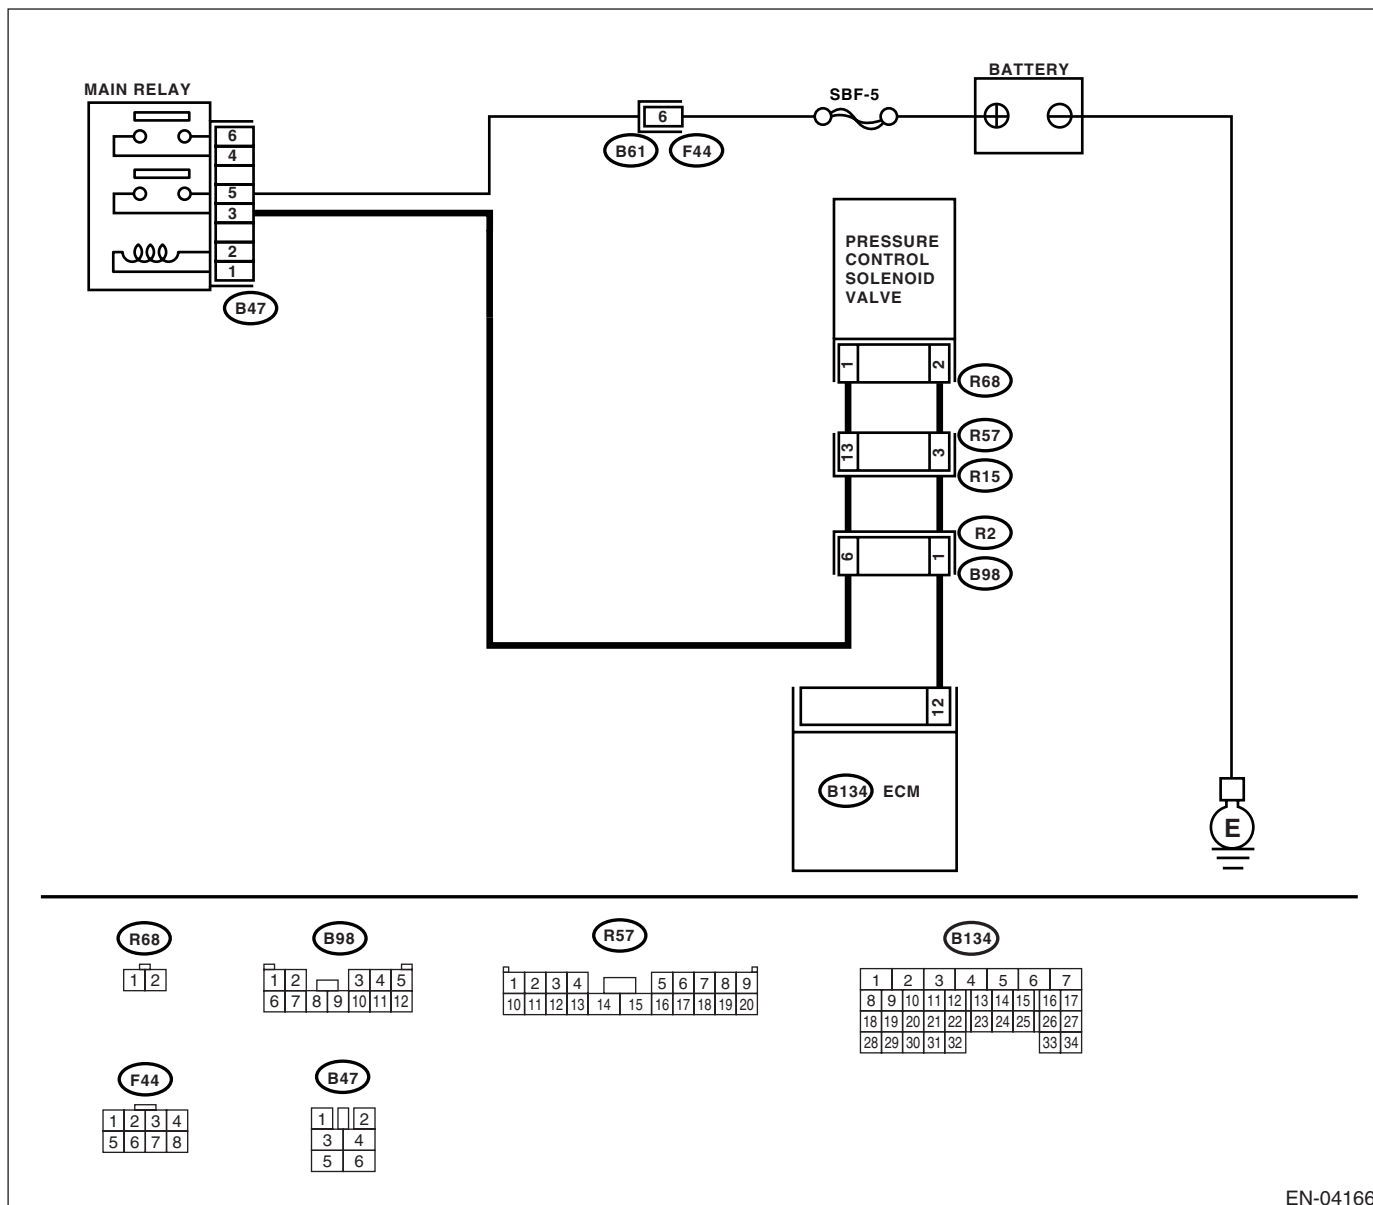 BATTERY
MAIN RELAY
SBF-5
6
B61 F44
6
4
5
3
2
1
B47
PRESSURE
CONTROL
SOLENOID
VALVE
1 2
R68
R57
13 3
R15
R2
6 1
B98
12
B134 ECM
E
R68
1 2
B98
1 2 3 4 5
6 7 8 9 10 11 12
R57
1 2 3 4 5 6 7 8 9
10 11 12 13 14 15 16 17 18 19 20
B134
1 2 3 4 5 6 7
8 9 10 11 12 13 14 15 16 17
18 19 20 21 22 23 24 25 26 27
28 29 30 31 32 33 34
F44
1 2 3 4
5 6 7 8
B47
1 2
3 4
5 6
EN-04166